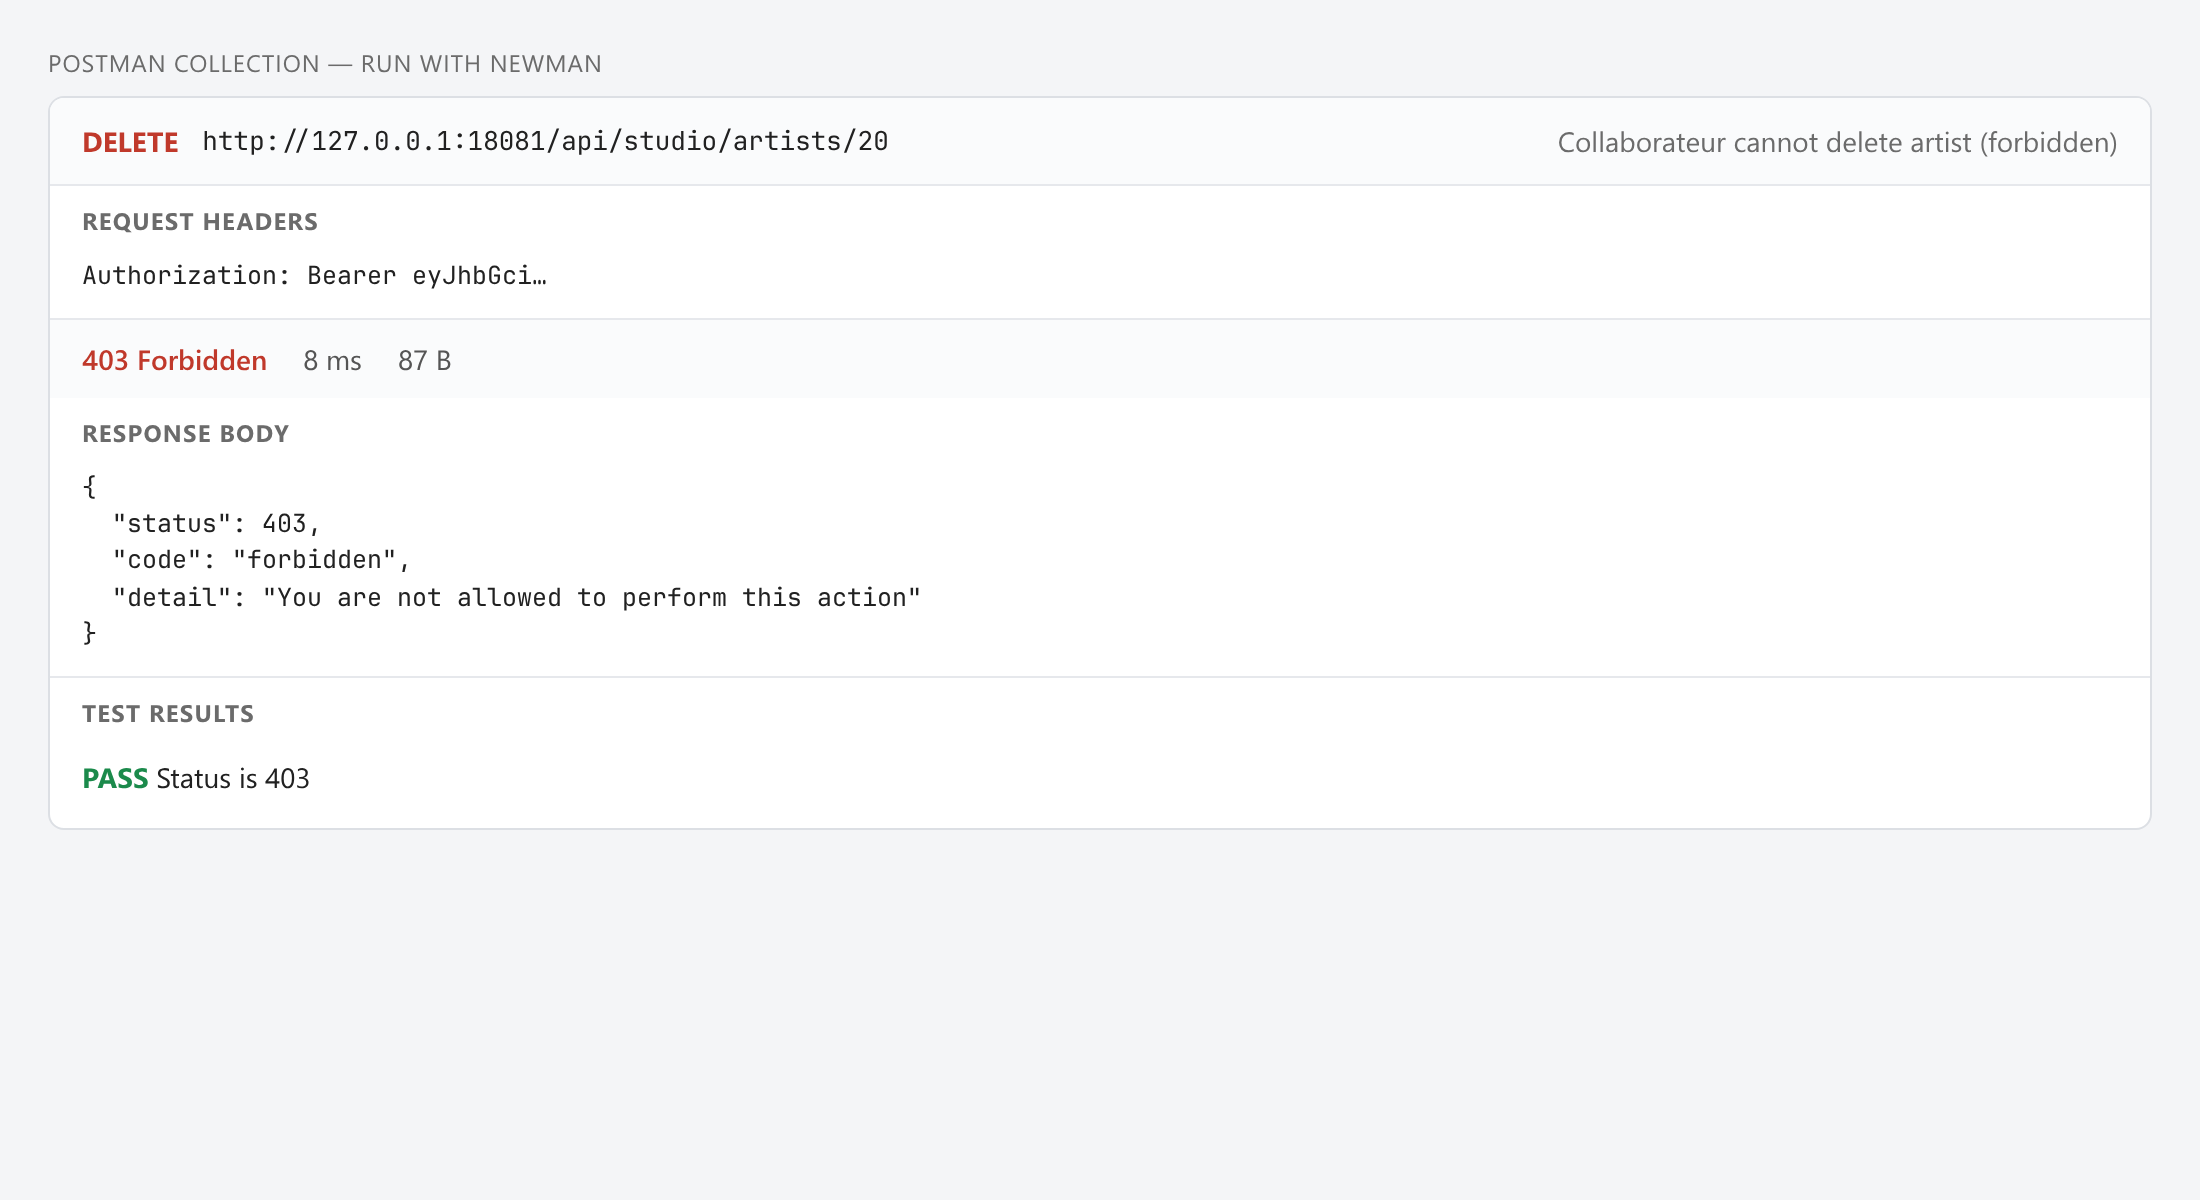 POSTMAN COLLECTION — RUN WITH NEWMAN
DELETE http://127.0.0.1:18081/api/studio/artists/20 Collaborateur cannot delete artist (forbidden)
REQUEST HEADERS
Authorization: Bearer eyJhbGci…
403 Forbidden 8 ms 87 B
RESPONSE BODY
{
  "status": 403,
  "code": "forbidden",
  "detail": "You are not allowed to perform this action"
}
TEST RESULTS
PASS Status is 403